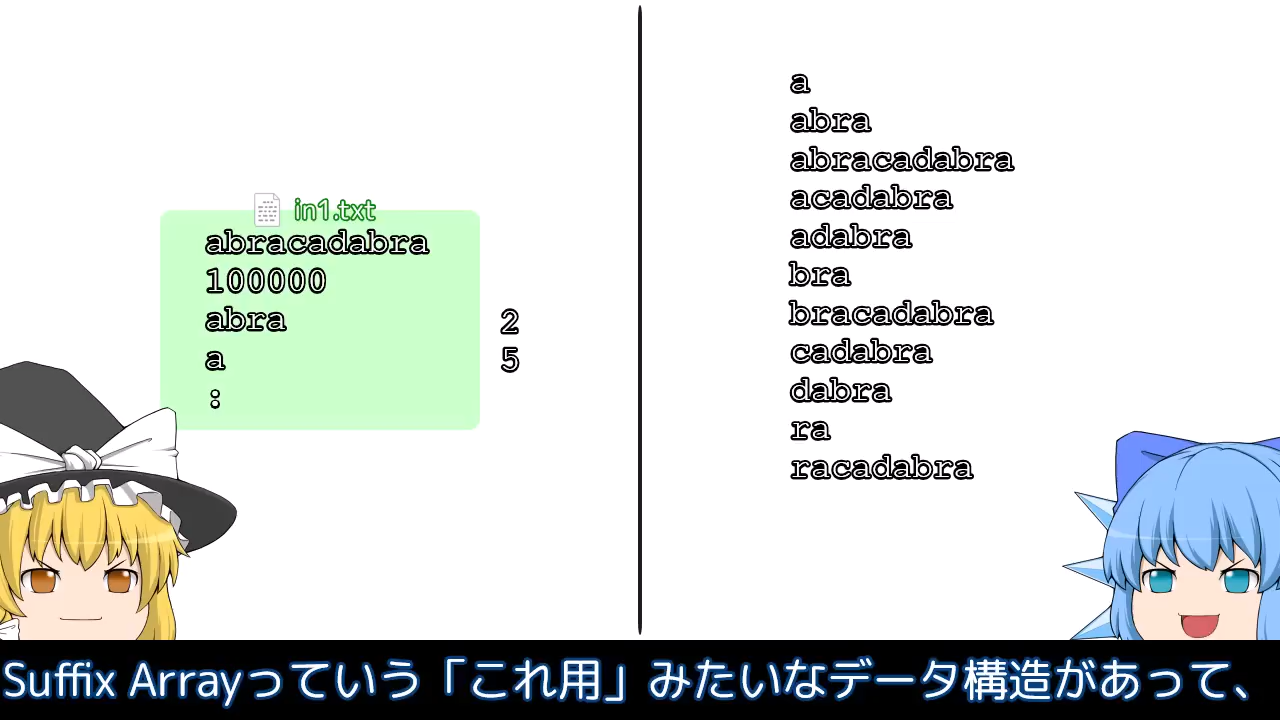 in1.txt
abracadabra
100000
abra 2
a 5
:
a
abra
abracadabra
acadabra
adabra
bra
bracadabra
cadabra
dabra
ra
racadabra
Suffix Arrayっていう「これ用」みたいなデータ構造があって、